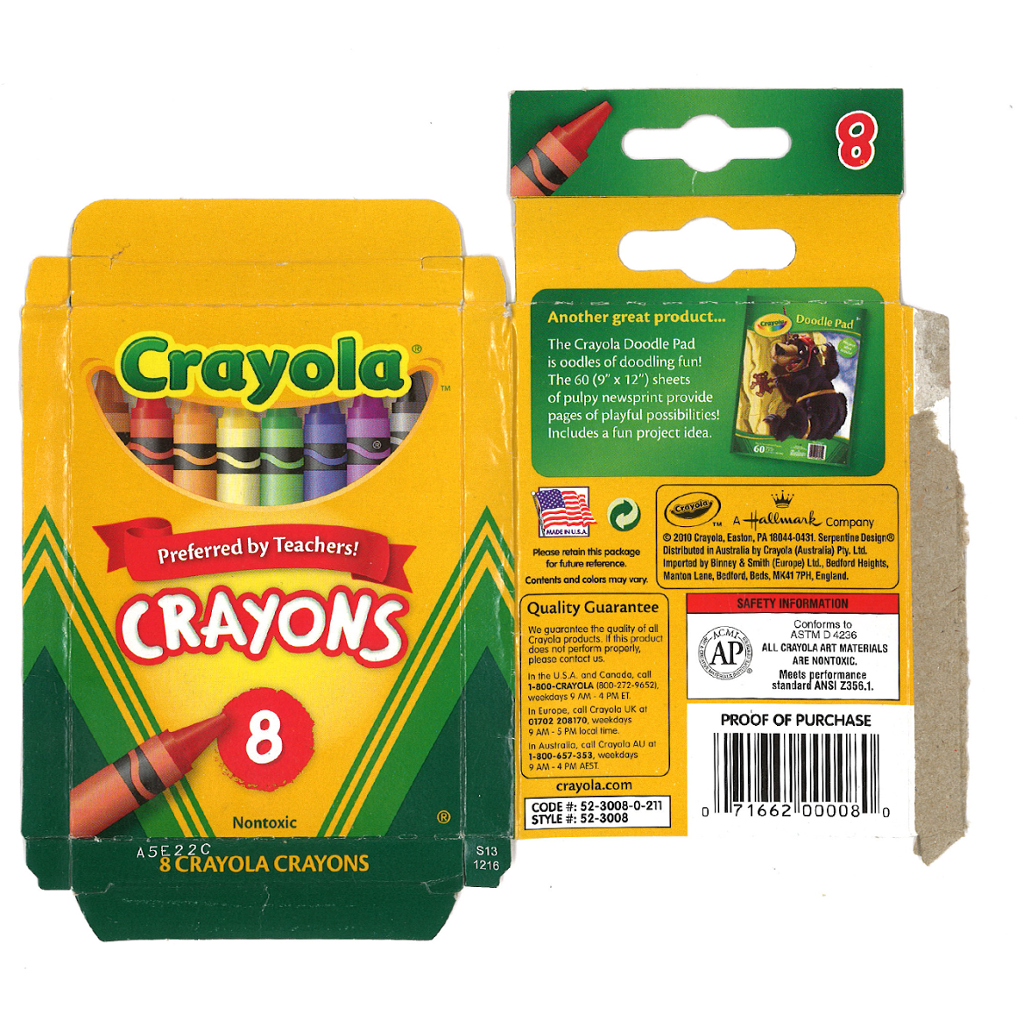 Crayola®
™
®
Preferred by Teachers!
CRAYONS
8
Nontoxic
®
A5E22C
8 CRAYOLA CRAYONS
S13
1216
8
Another great product...
The Crayola Doodle Pad
is oodles of doodling fun!
The 60 (9" x 12") sheets
of pulpy newsprint provide
pages of playful possibilities!
Includes a fun project idea.
Crayola
Doodle Pad
60
MADE IN U.S.A.
Please retain this package
for future reference.
Contents and colors may vary.
Crayola™
A Hallmark Company
© 2010 Crayola, Easton, PA 18044-0431. Serpentine Design®
Distributed in Australia by Crayola (Australia) Pty. Ltd.
Imported by Binney & Smith (Europe) Ltd., Bedford Heights,
Manton Lane, Bedford, Beds, MK41 7PH, England.
Quality Guarantee
We guarantee the quality of all
Crayola products. If this product
does not perform properly,
please contact us.
In the U.S.A. and Canada, call
1-800-CRAYOLA (800-272-9652),
weekdays 9 AM - 4 PM ET.
In Europe, call Crayola UK at
01702 208170, weekdays
9 AM - 5 PM local time.
In Australia, call Crayola AU at
1-800-657-353, weekdays
9 AM - 4 PM AEST.
crayola.com
CODE #: 52-3008-0-211
STYLE #: 52-3008
SAFETY INFORMATION
ACMI
AP
Conforms to
ASTM D 4236
ALL CRAYOLA ART MATERIALS
ARE NONTOXIC.
Meets performance
standard ANSI Z356.1.
PROOF OF PURCHASE
0 71662 00008 0